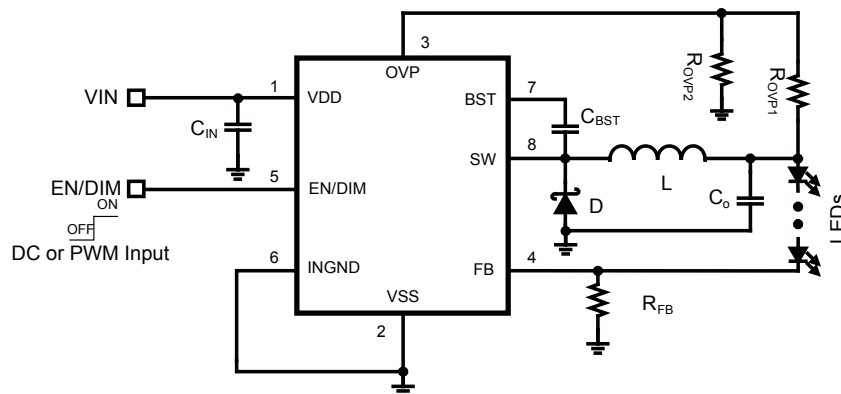 3
OVP
R_OVP2
R_OVP1
7
VIN
1
VDD
BST
C_IN
C_BST
8
SW
L
EN/DIM
5
EN/DIM
D
C_o
LEDs
ON
OFF
DC or PWM Input
6
INGND
FB
4
R_FB
VSS
2